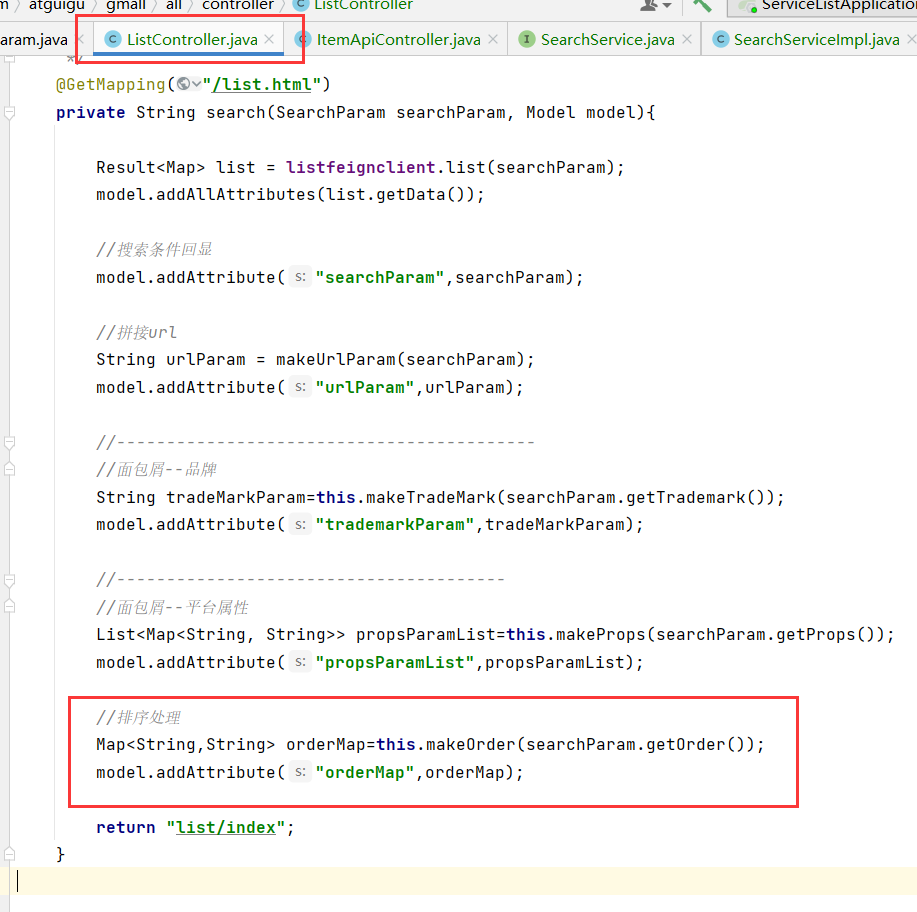 atguigu gmall all controller ListController ServiceListApplication
aram.java ListController.java ItemApiController.java SearchService.java SearchServiceImpl.java
@GetMapping("/list.html")
private String search(SearchParam searchParam, Model model){
Result<Map> list = listfeignclient.list(searchParam);
model.addAllAttributes(list.getData());
//搜索条件回显
model.addAttribute( s: "searchParam",searchParam);
//拼接url
String urlParam = makeUrlParam(searchParam);
model.addAttribute( s: "urlParam",urlParam);
//------------------------------------------
//面包屑--品牌
String tradeMarkParam=this.makeTradeMark(searchParam.getTrademark());
model.addAttribute( s: "trademarkParam",tradeMarkParam);
//---------------------------------------
//面包屑--平台属性
List<Map<String, String>> propsParamList=this.makeProps(searchParam.getProps());
model.addAttribute( s: "propsParamList",propsParamList);
//排序处理
Map<String,String> orderMap=this.makeOrder(searchParam.getOrder());
model.addAttribute( s: "orderMap",orderMap);
return "list/index";
}